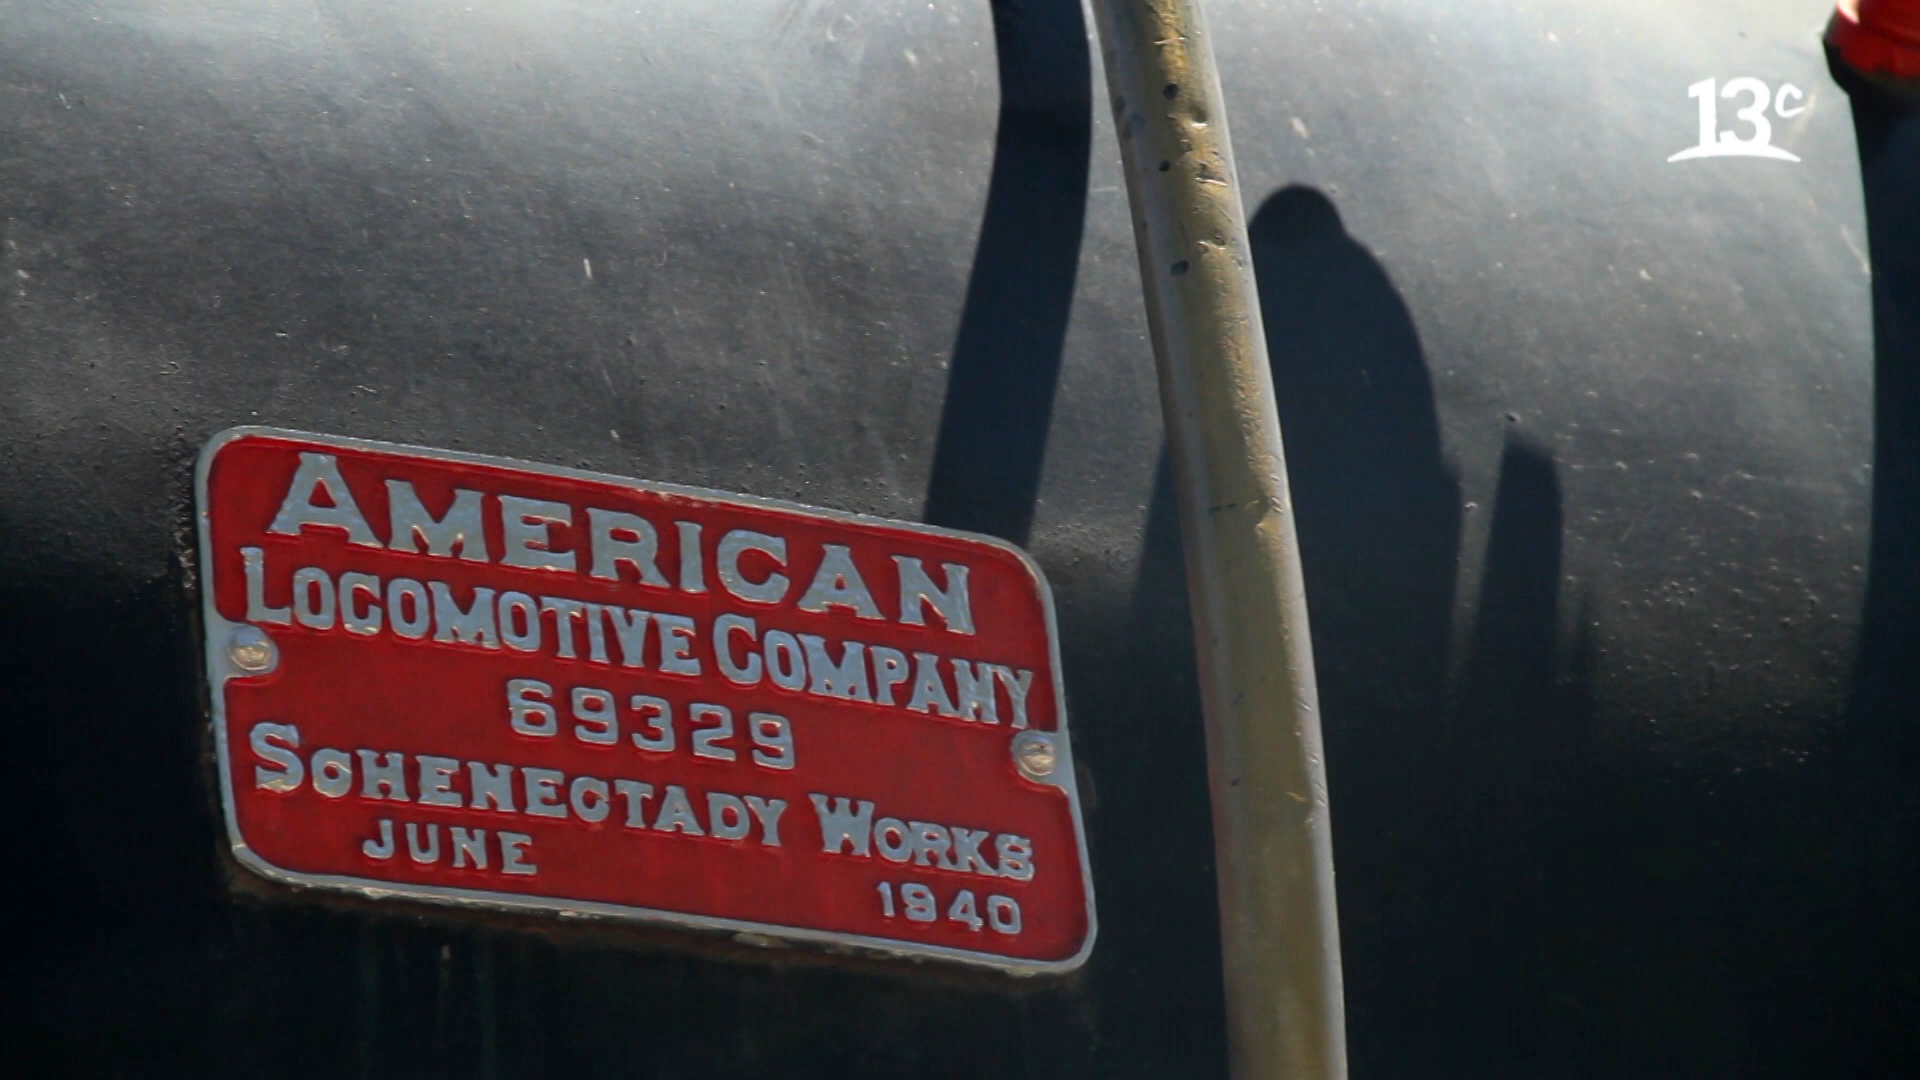 13C
AMERICAN
LOCOMOTIVE COMPANY
69329
SCHENECTADY WORKS
JUNE
1940